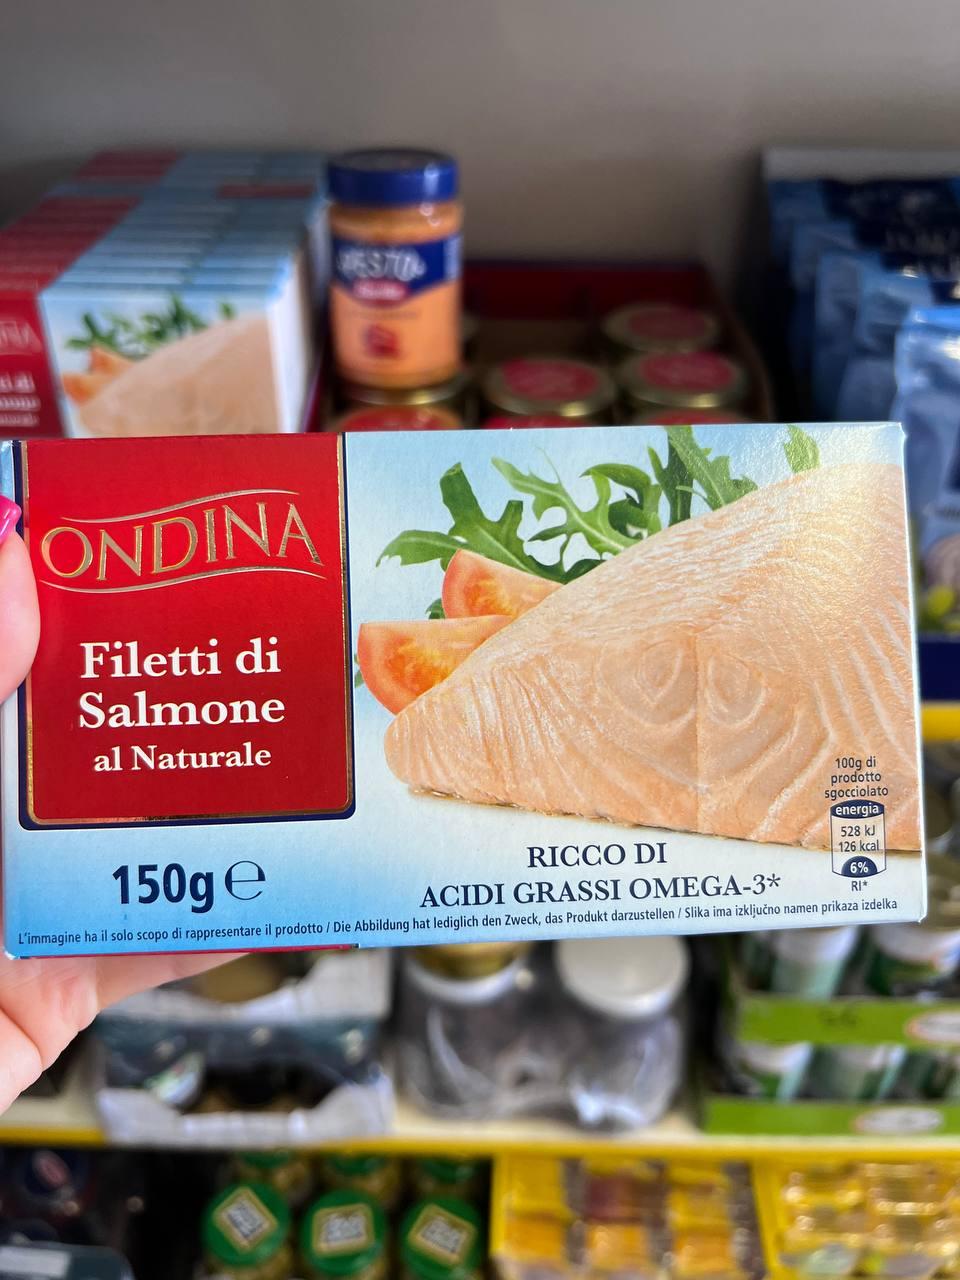 PESTO
ONDINA
Filetti di
Salmone
al Naturale
150g ℮
RICCO DI
ACIDI GRASSI OMEGA-3*
100g di
prodotto
sgocciolato
energia
528 kJ
126 kcal
6%
RI*
L'immagine ha il solo scopo di rappresentare il prodotto / Die Abbildung hat lediglich den Zweck, das Produkt darzustellen / Slika ima izključno namen prikaza izdelka